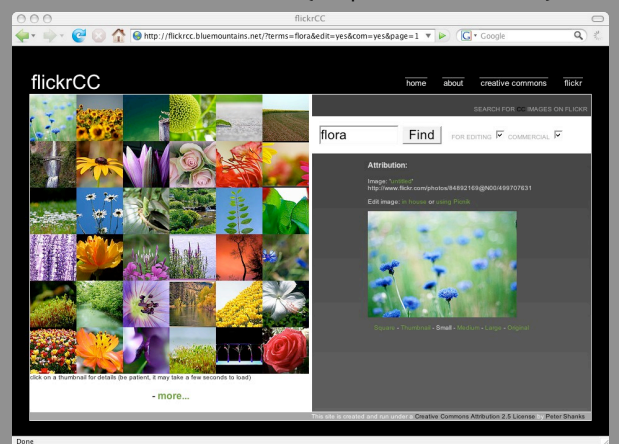 flickrCC
http://flickrcc.bluemountains.net/?terms=flora&edit=yes&com=yes&page=1
G Google
flickrCC
home about creative commons flickr
SEARCH FOR CC IMAGES ON FLICKR
flora Find FOR EDITING COMMERCIAL
Attribution:
Image: "untitled"
http://www.flickr.com/photos/84892169@N00/499707631
Edit image: in house or using Picnik
Square - Thumbnail - Small - Medium - Large - Original
click on a thumbnail for details (be patient, it may take a few seconds to load)
- more...
This site is created and run under a Creative Commons Attribution 2.5 License by Peter Shanks
Done